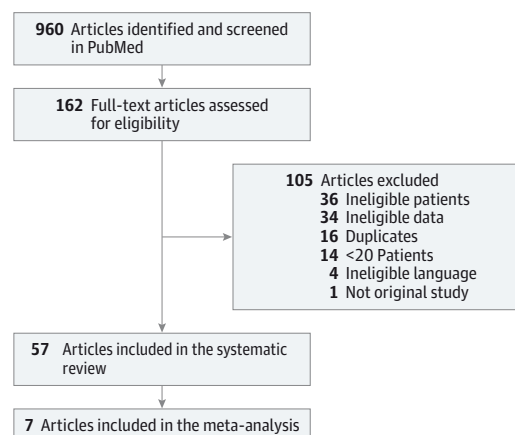 960 Articles identified and screened
in PubMed
162 Full-text articles assessed
for eligibility
105 Articles excluded
36 Ineligible patients
34 Ineligible data
16 Duplicates
14 <20 Patients
4 Ineligible language
1 Not original study
57 Articles included in the systematic
review
7 Articles included in the meta-analysis